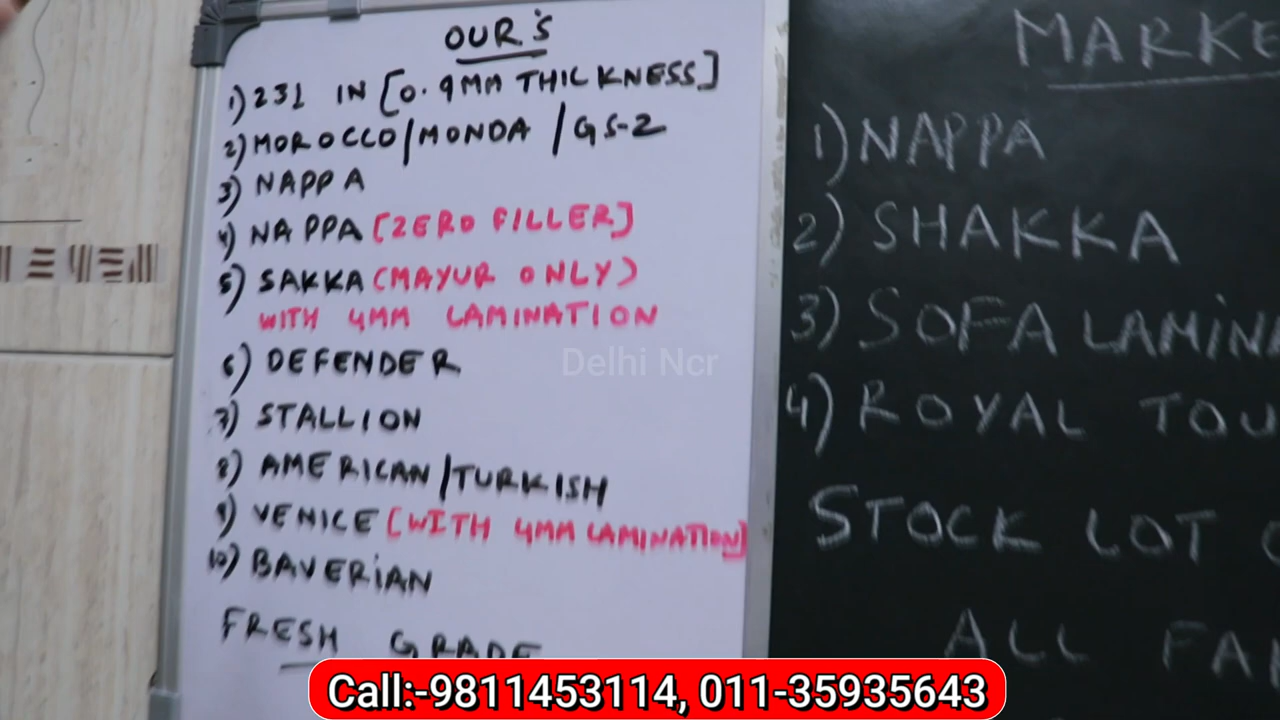 OUR'S
1) 231 IN [0.9MM THICKNESS]
2) MOROCCO/MONDA /GS-2
3) NAPPA
4) NAPPA [ZERO FILLER]
5) SAKKA (MAYUR ONLY)
WITH 4MM LAMINATION
6) DEFENDER
7) STALLION
8) AMERICAN/TURKISH
9) VENICE [WITH 4MM LAMINATION]
10) BAVERiAN
FRESH GRADE
MARKE
1) NAPPA
2) SHAKKA
3) SOFA LAMiN
4) ROYAL TOU
STOCK LOT
ALL FA
Delhi Ncr
Call:-9811453114, 011-35935643